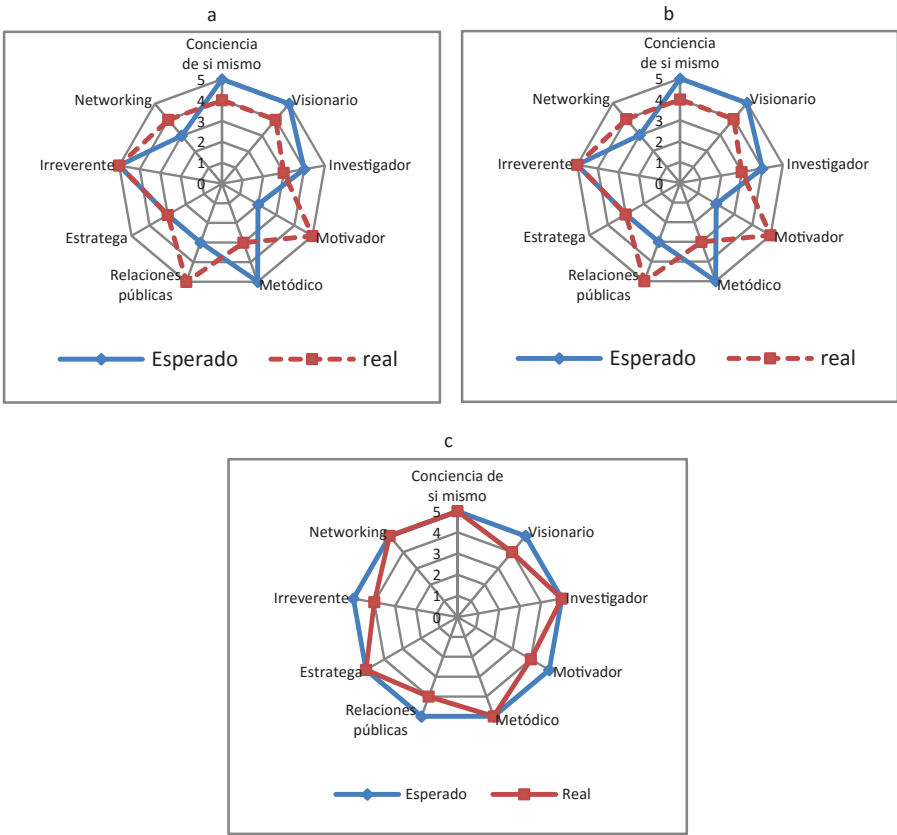 a
Conciencia
de si mismo
5
4
3
2
1
0
Visionario
Investigador
Motivador
Metódico
Relaciones
públicas
Estratega
Irreverente
Networking
Esperado
real
b
Conciencia
de si mismo
5
4
3
2
1
0
Visionario
Investigador
Motivador
Metódico
Relaciones
públicas
Estratega
Irreverente
Networking
Esperado
real
c
Conciencia de
si mismo
5
4
3
2
1
0
Visionario
Investigador
Motivador
Metódico
Relaciones
públicas
Estratega
Irreverente
Networking
Esperado
Real